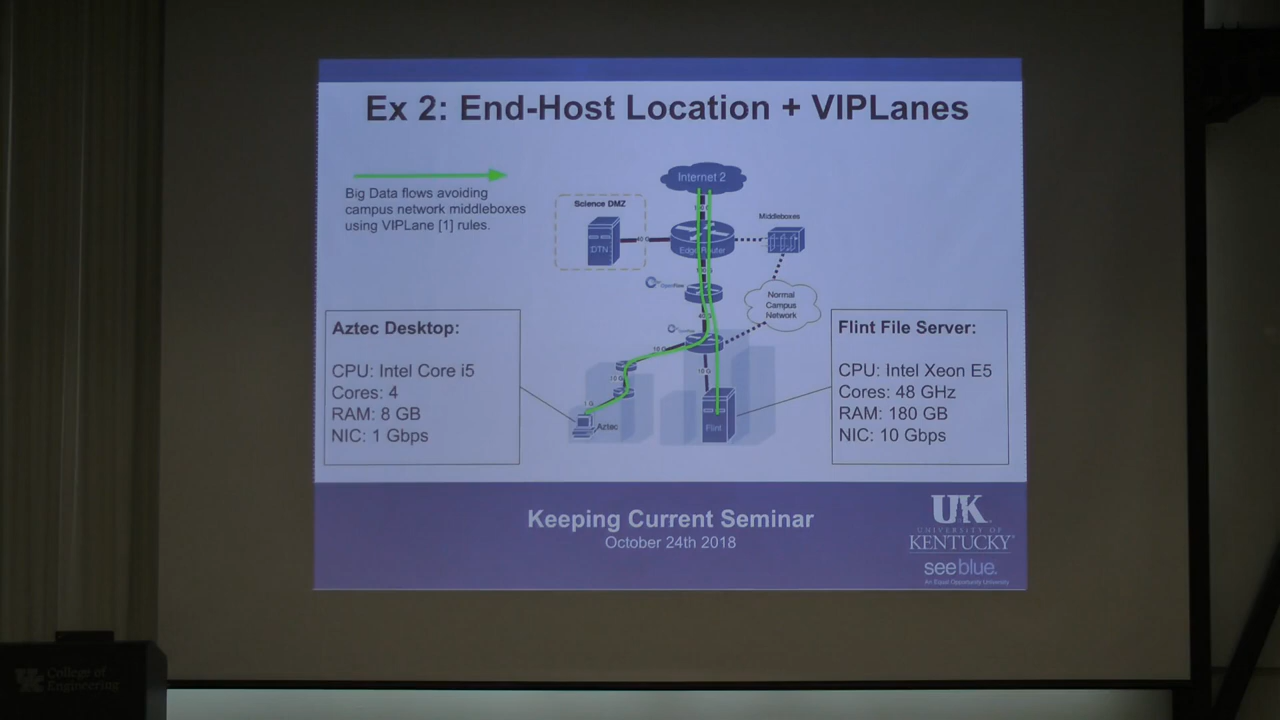 Ex 2: End-Host Location + VIPLanes
Big Data flows avoiding
campus network middleboxes
using VIPLane [1] rules.
Internet 2
Science DMZ
DTN
40 G
Edge Router
Middleboxes
OpenFlow
Normal
Campus
Network
10 G
10 G
10 G
1 G
Aztec
Flint
Aztec Desktop:
CPU: Intel Core i5
Cores: 4
RAM: 8 GB
NIC: 1 Gbps
Flint File Server:
CPU: Intel Xeon E5
Cores: 48 GHz
RAM: 180 GB
NIC: 10 Gbps
Keeping Current Seminar
October 24th 2018
UK
UNIVERSITY OF
KENTUCKY
see blue.
An Equal Opportunity University
UK College of
Engineering